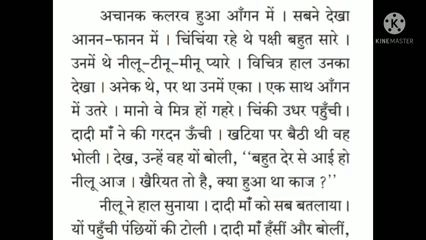 अचानक कलरव हुआ आँगन में । सबने देखा
आनन-फानन में । चिंचिंया रहे थे पक्षी बहुत सारे ।
उनमें थे नीलू-टीनू-मीनू प्यारे । विचित्र हाल उनका
देखा । अनेक थे, पर था उनमें एका । एक साथ आँगन
में उतरे । मानो वे मित्र हों गहरे । चिंकी उधर पहुँची ।
दादी माँ ने की गरदन ऊँची । खटिया पर बैठी थी वह
भोली । देख, उन्हें वह यों बोली, ‘‘बहुत देर से आई हो
नीलू आज । खैरियत तो है, क्या हुआ था काज ?’’
नीलू ने हाल सुनाया । दादी माँ को सब बतलाया ।
यों पहुँची पंछियों की टोली । दादी माँ हँसीं और बोलीं,
KINEMASTER